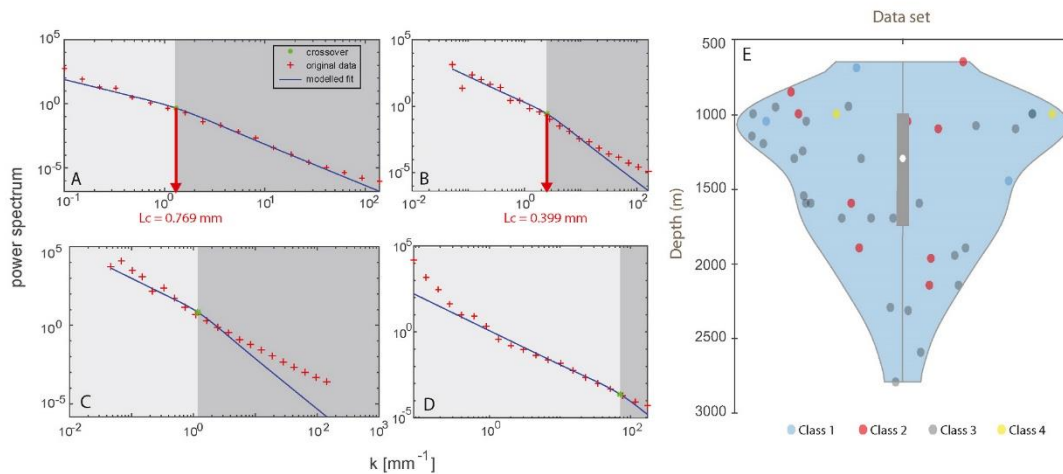 Data set
power spectrum
10^5
10^0
10^-5
crossover
original data
modelled fit
A
10^-1
10^0
10^1
10^2
Lc = 0.769 mm
10^5
10^0
10^-5
B
10^-2
10^0
10^2
Lc = 0.399 mm
10^5
10^0
10^-5
C
10^-2
10^0
10^1
10^2
10^3
10^5
10^0
10^-5
D
10^0
10^2
k [mm^-1]
E
Depth (m)
500
1000
1500
2000
2500
3000
Class 1
Class 2
Class 3
Class 4